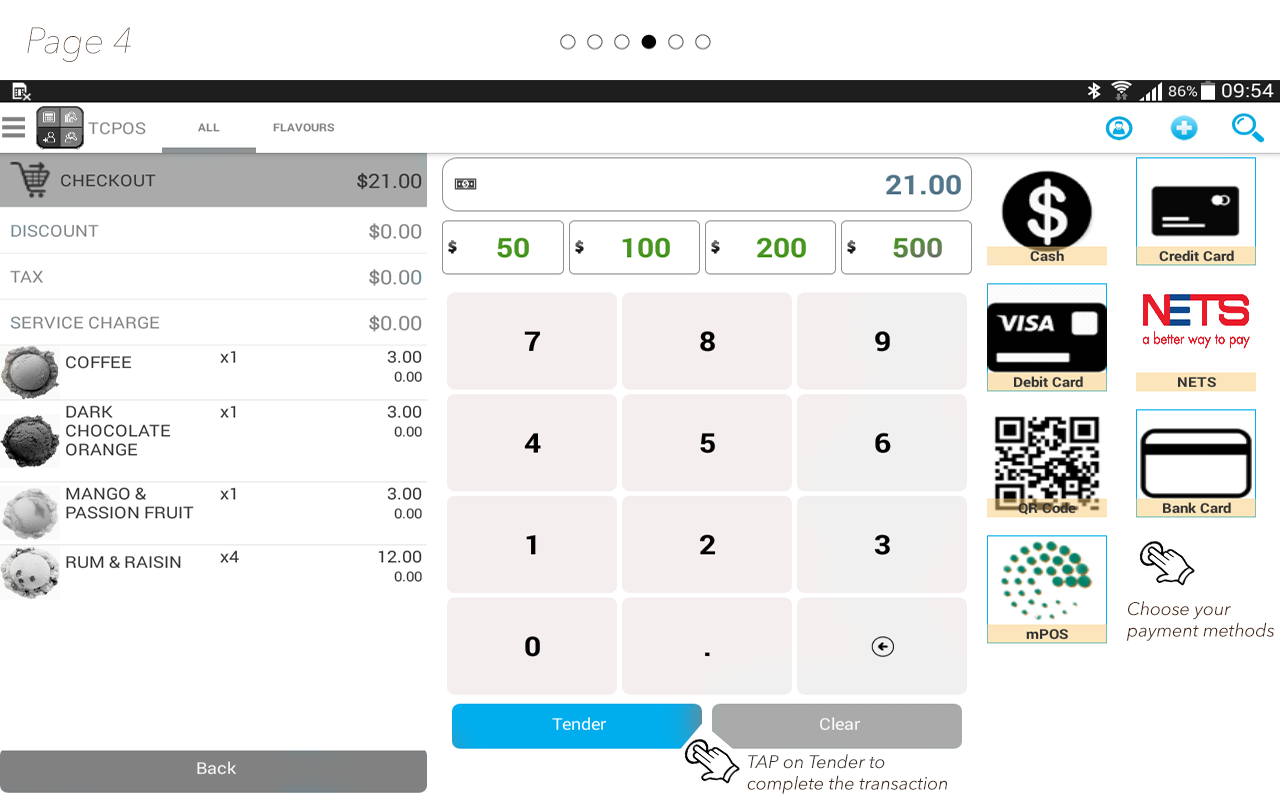 Page 4
86% 09:54
TCPOS ALL FLAVOURS
CHECKOUT $21.00
DISCOUNT $0.00
TAX $0.00
SERVICE CHARGE $0.00
COFFEE x1 3.00
0.00
DARK x1 3.00
CHOCOLATE 0.00
ORANGE
MANGO & x1 3.00
PASSION FRUIT 0.00
RUM & RAISIN x4 12.00
0.00
Back
21.00
$ 50 $ 100 $ 200 $ 500
7 8 9
4 5 6
1 2 3
0 .
Tender Clear
TAP on Tender to
complete the transaction
$
Cash Credit Card
VISA
Debit Card
NETS
a better way to pay
NETS
QR Code Bank Card
mPOS
Choose your
payment methods